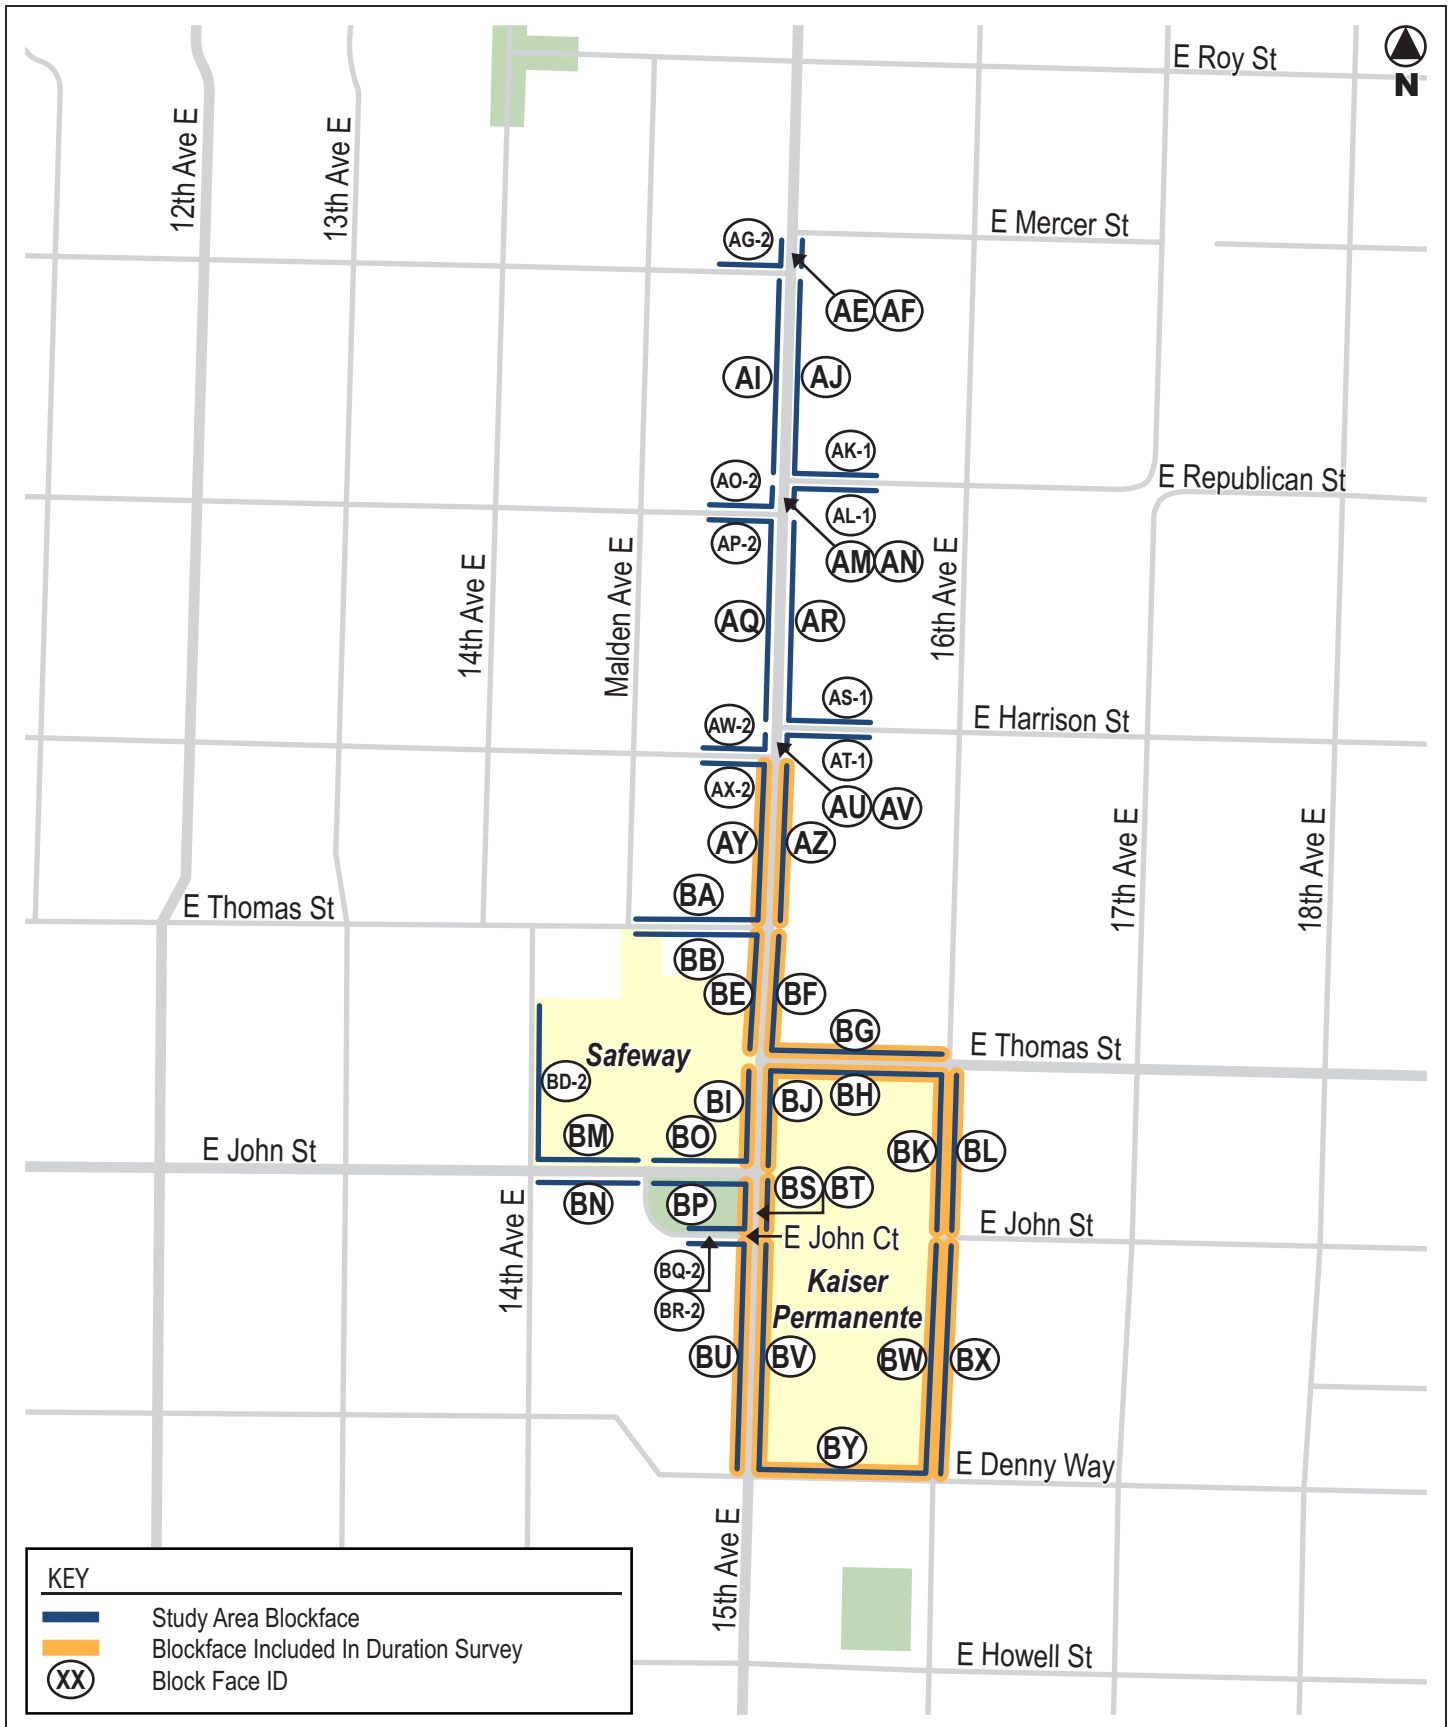 E Roy St
N
12th Ave E
13th Ave E
E Mercer St
AG-2
AE
AF
AI
AJ
AK-1
AO-2
E Republican St
AL-1
AP-2
AM
AN
14th Ave E
Malden Ave E
16th Ave E
AQ
AR
AS-1
AW-2
E Harrison St
AT-1
AX-2
AU
AV
AY
AZ
17th Ave E
18th Ave E
BA
E Thomas St
BB
BE
BF
BG
Safeway
E Thomas St
BD-2
BI
BJ
BH
BM
BO
E John St
BK
BL
BN
BP
BS
BT
14th Ave E
E John Ct
E John St
BQ-2
BR-2
Kaiser
Permanente
BU
BV
BW
BX
BY
E Denny Way
15th Ave E
E Howell St
KEY
Study Area Blockface
Blockface Included In Duration Survey
XX
Block Face ID